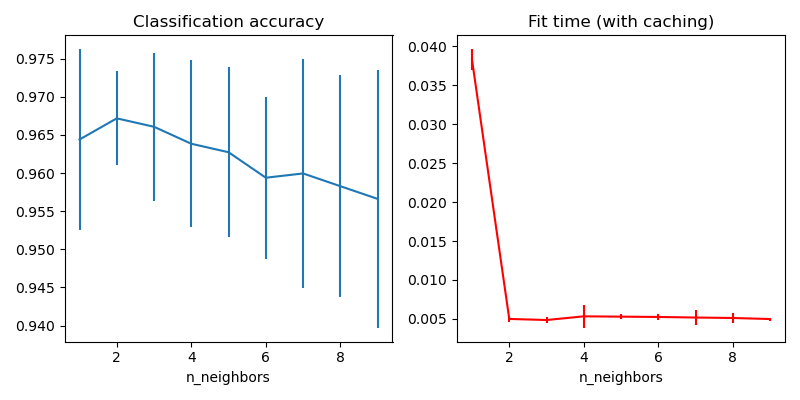 Classification accuracy
0.975
0.970
0.965
0.960
0.955
0.950
0.945
0.940
2 4 6 8
n_neighbors
Fit time (with caching)
0.040
0.035
0.030
0.025
0.020
0.015
0.010
0.005
2 4 6 8
n_neighbors